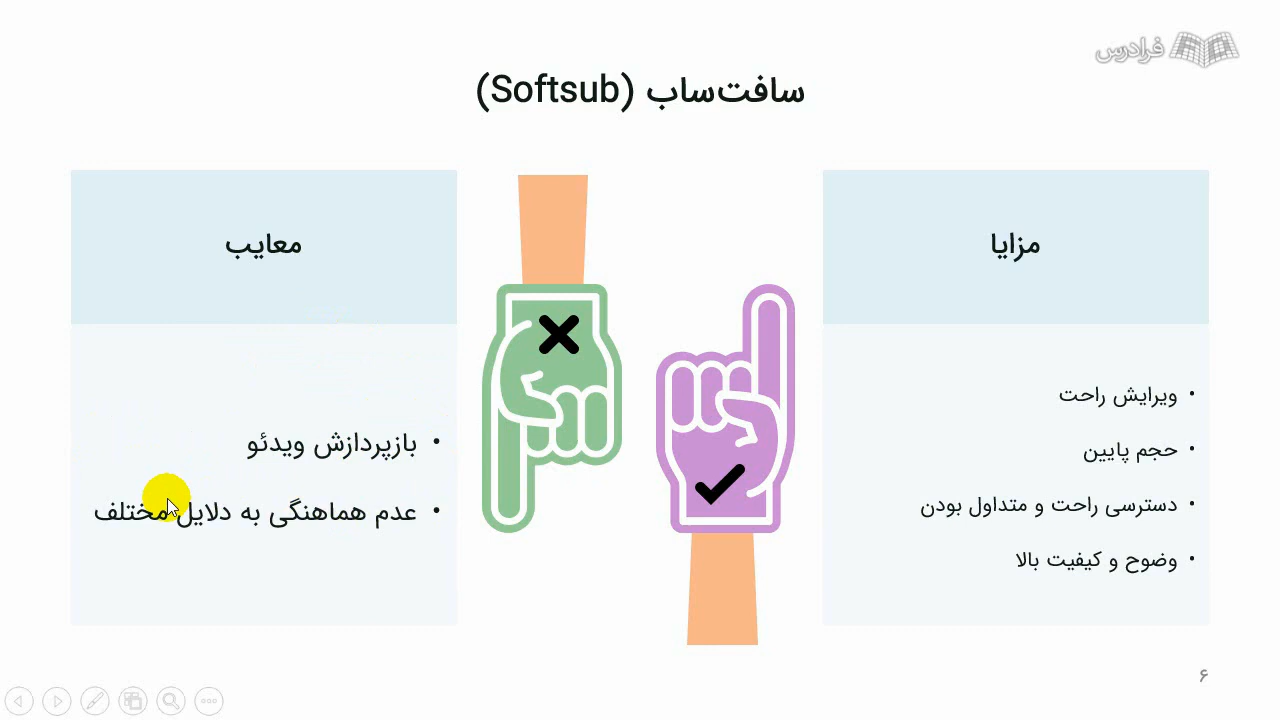 فرادرس
سافت‌ساب (Softsub)
مزایا
ویرایش راحت
حجم پایین
دسترسی راحت و متداول بودن
وضوح و کیفیت بالا
معایب
بازپردازش ویدئو
عدم هماهنگی به دلایل مختلف
۶